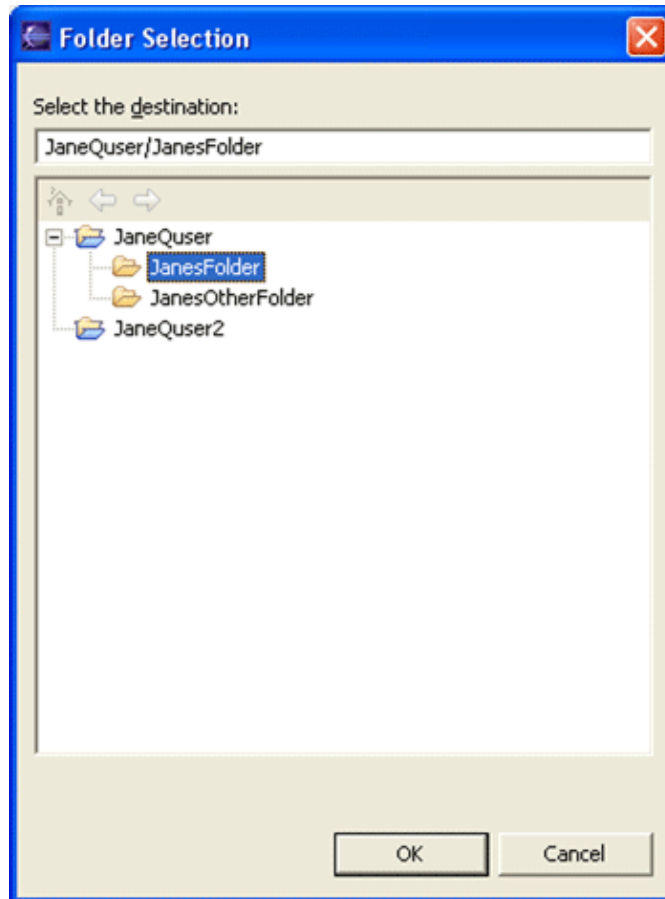 Folder Selection
Select the destination:
JaneQuser/JanesFolder
JaneQuser
JanesFolder
JanesOtherFolder
JaneQuser2
OK Cancel